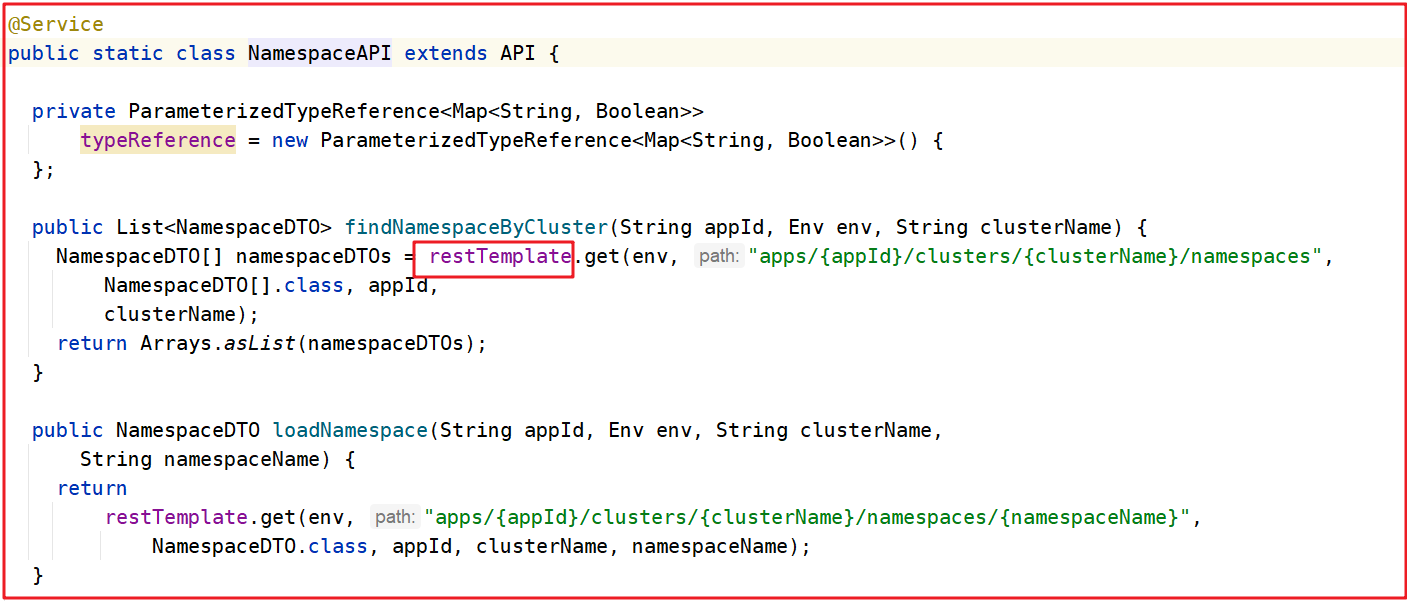 @Service
public static class NamespaceAPI extends API {
private ParameterizedTypeReference<Map<String, Boolean>>
typeReference = new ParameterizedTypeReference<Map<String, Boolean>>() {
};
public List<NamespaceDTO> findNamespaceByCluster(String appId, Env env, String clusterName) {
NamespaceDTO[] namespaceDTOs = restTemplate.get(env, path: "apps/{appId}/clusters/{clusterName}/namespaces",
NamespaceDTO[].class, appId,
clusterName);
return Arrays.asList(namespaceDTOs);
}
public NamespaceDTO loadNamespace(String appId, Env env, String clusterName,
String namespaceName) {
return
restTemplate.get(env, path: "apps/{appId}/clusters/{clusterName}/namespaces/{namespaceName}",
NamespaceDTO.class, appId, clusterName, namespaceName);
}